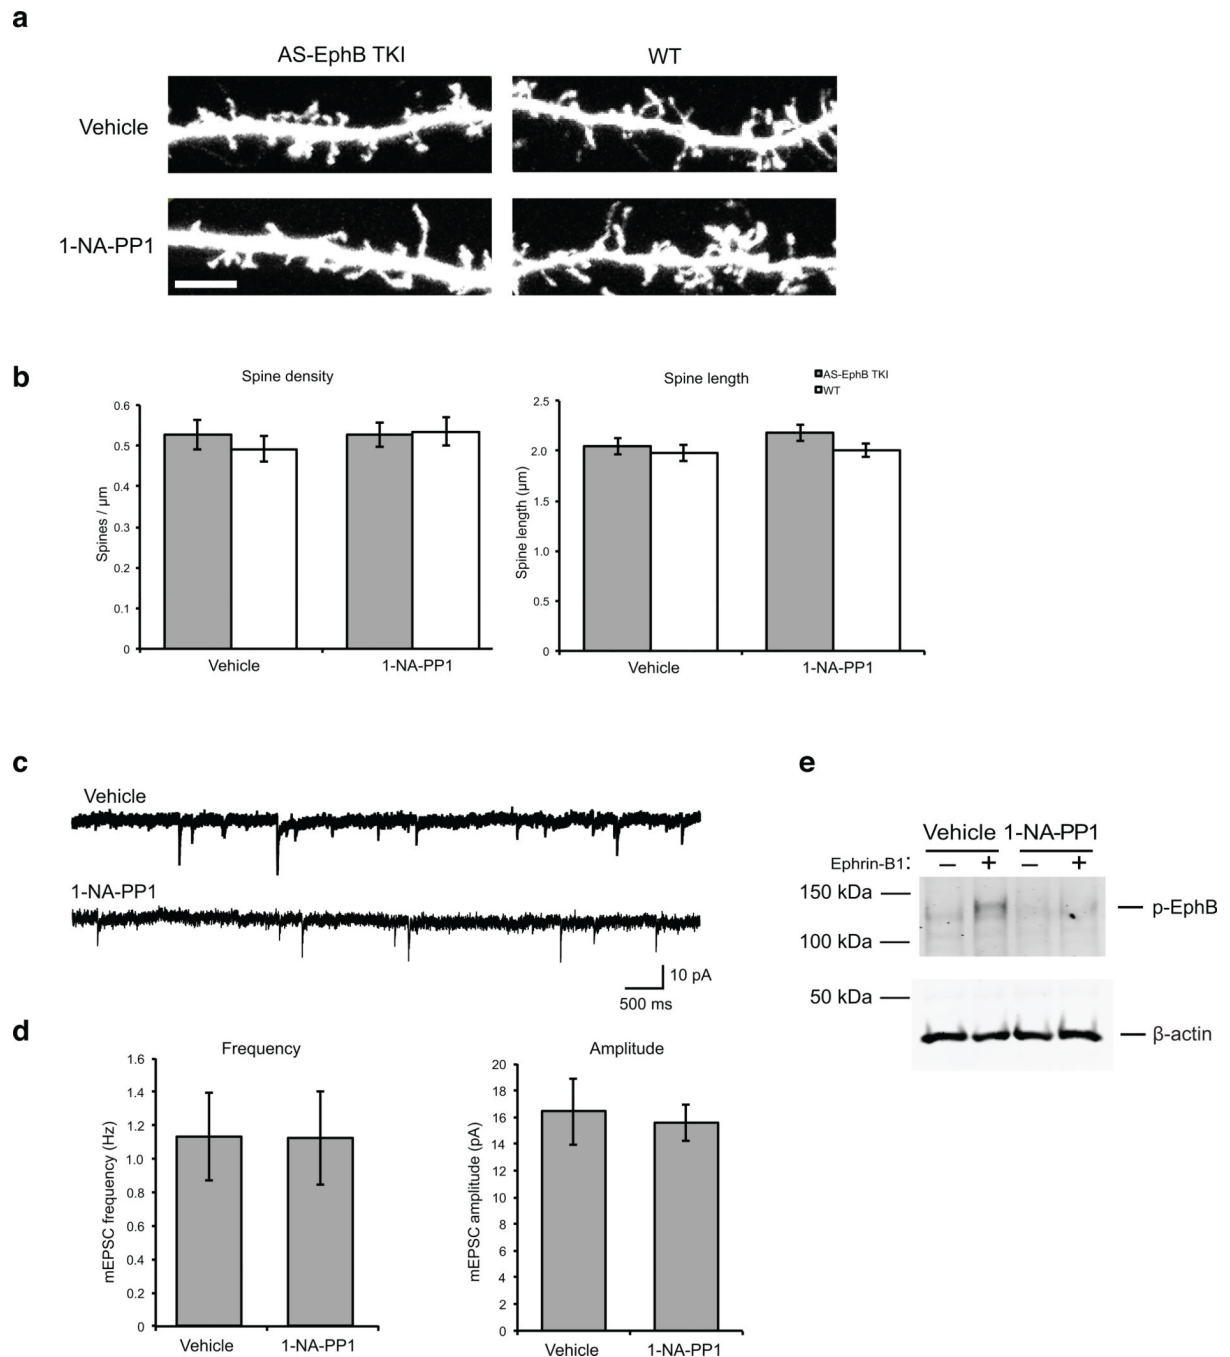 a
AS-EphB TKI WT
Vehicle
1-NA-PP1
b
Spine density
0.6
0.5
0.4
0.3
0.2
0.1
0
Spines / μm
Vehicle 1-NA-PP1
Spine length
AS-EphB TKI
WT
2.5
2.0
1.5
1.0
0.5
0
Spine length (μm)
Vehicle 1-NA-PP1
c
Vehicle
1-NA-PP1
10 pA
500 ms
d
Frequency
1.6
1.4
1.2
1.0
0.8
0.6
0.4
0.2
0
mEPSC frequency (Hz)
Vehicle 1-NA-PP1
Amplitude
20
18
16
14
12
10
8
6
4
2
0
mEPSC amplitude (pA)
Vehicle 1-NA-PP1
e
Vehicle 1-NA-PP1
Ephrin-B1: – + – +
150 kDa
p-EphB
100 kDa
50 kDa
β-actin